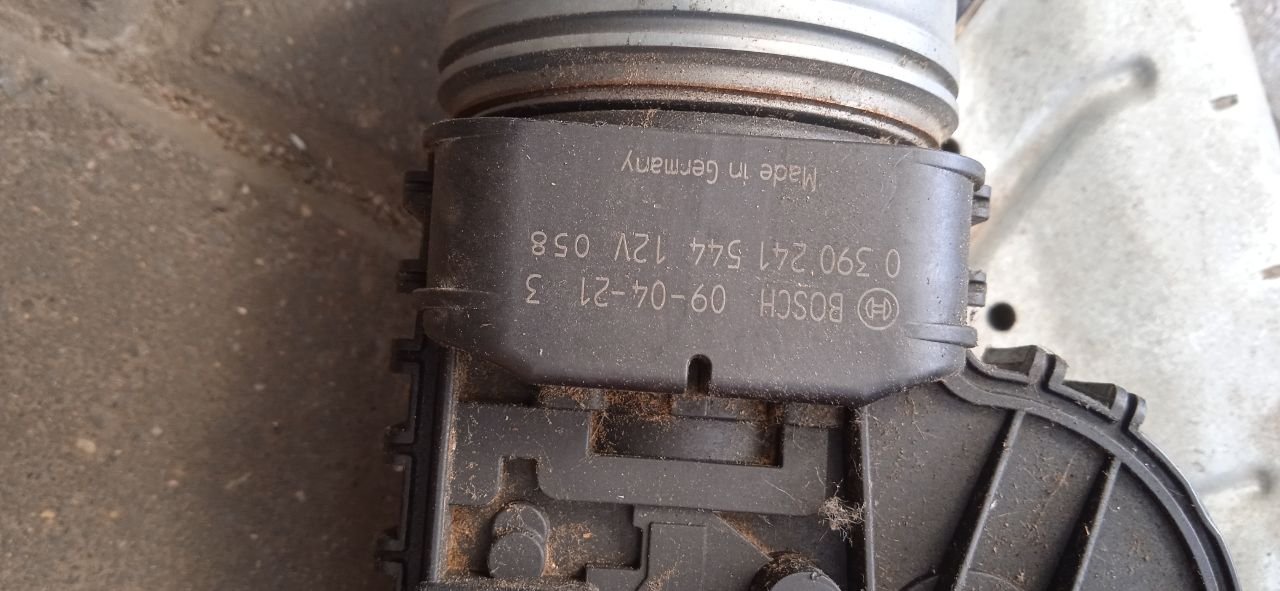 BOSCH 09-04-21 3
0 390 241 544 12V 058
Made in Germany